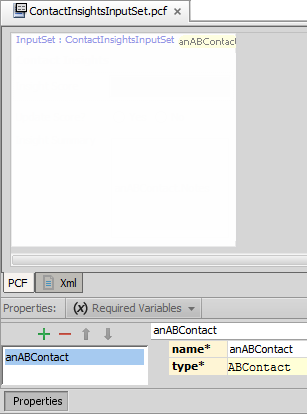 ContactInsightsInputSet.pcf
InputSet : ContactInsightsInputSet anABContact
PCF Xml
Properties: (x) Required Variables
anABContact
anABContact
name* anABContact
type* ABContact
Properties